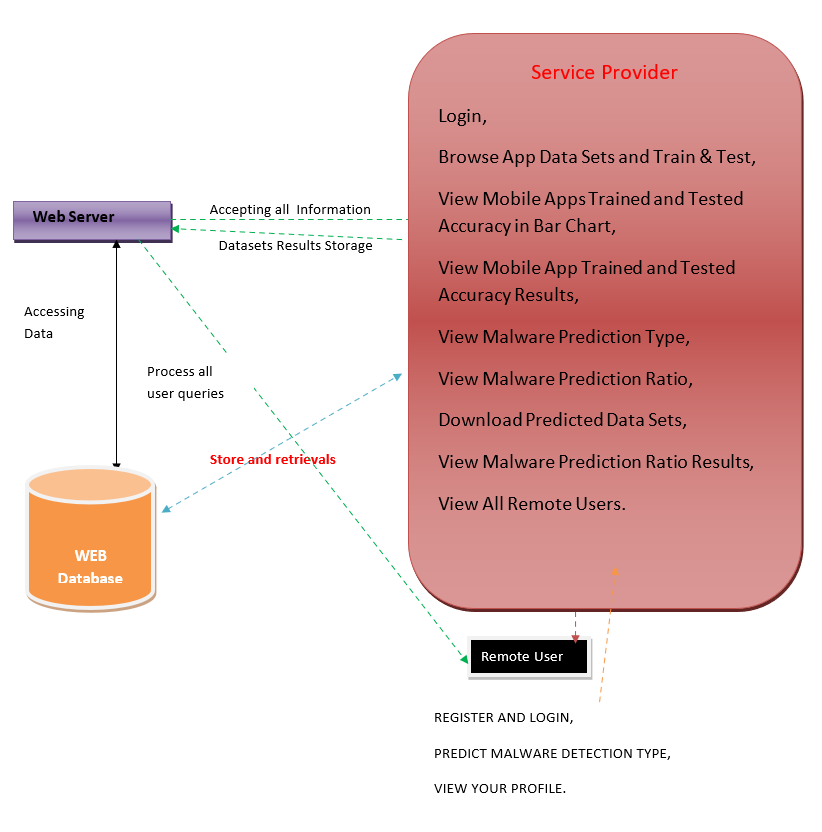 Service Provider
Login,
Browse App Data Sets and Train & Test,
View Mobile Apps Trained and Tested
Accuracy in Bar Chart,
View Mobile App Trained and Tested
Accuracy Results,
View Malware Prediction Type,
View Malware Prediction Ratio,
Download Predicted Data Sets,
View Malware Prediction Ratio Results,
View All Remote Users.
Web Server
Accepting all Information
Datasets Results Storage
Accessing
Data
Process all
user queries
Store and retrievals
WEB
Database
Remote User
REGISTER AND LOGIN,
PREDICT MALWARE DETECTION TYPE,
VIEW YOUR PROFILE.